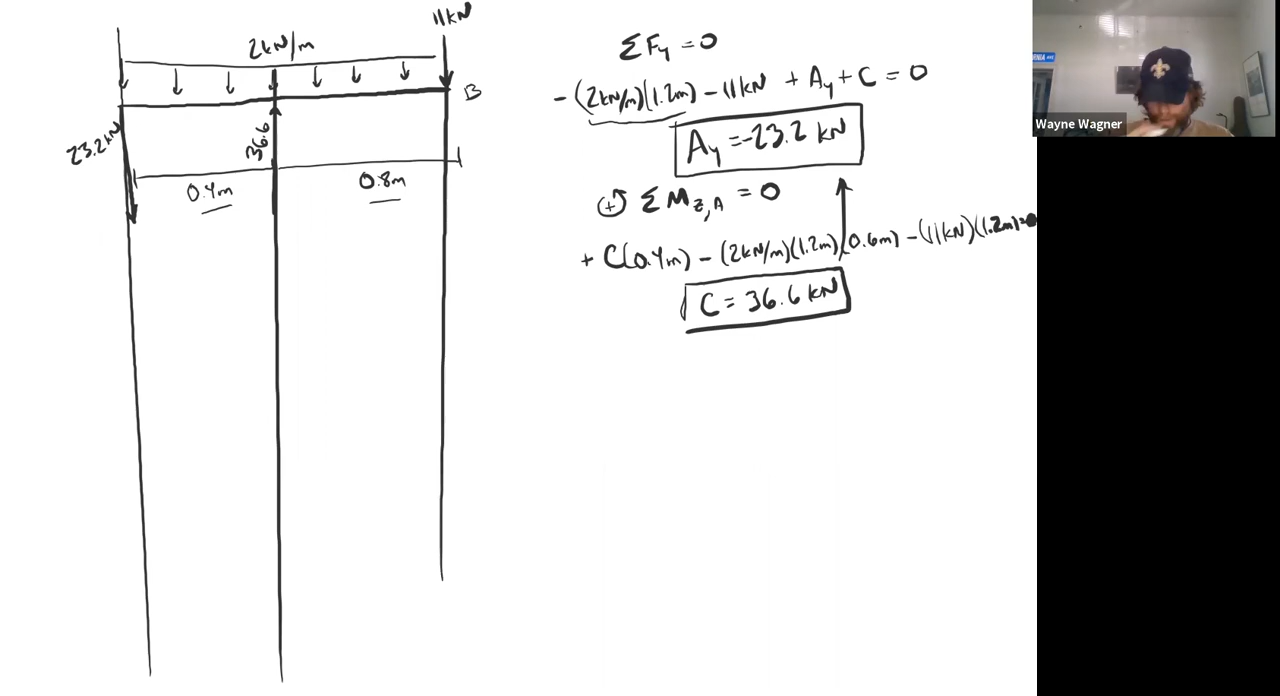 11kN
2kN/m
B
23.2kN
36.6
0.4m
0.8m
ΣFy = 0
- (2kN/m)(1.2m) - 11kN + Ay + C = 0
Ay = -23.2 kN
(+) ΣMz,A = 0
+ C(0.4m) - (2kN/m)(1.2m)(0.6m) - (11kN)(1.2m)=0
C = 36.6 kN
Wayne Wagner